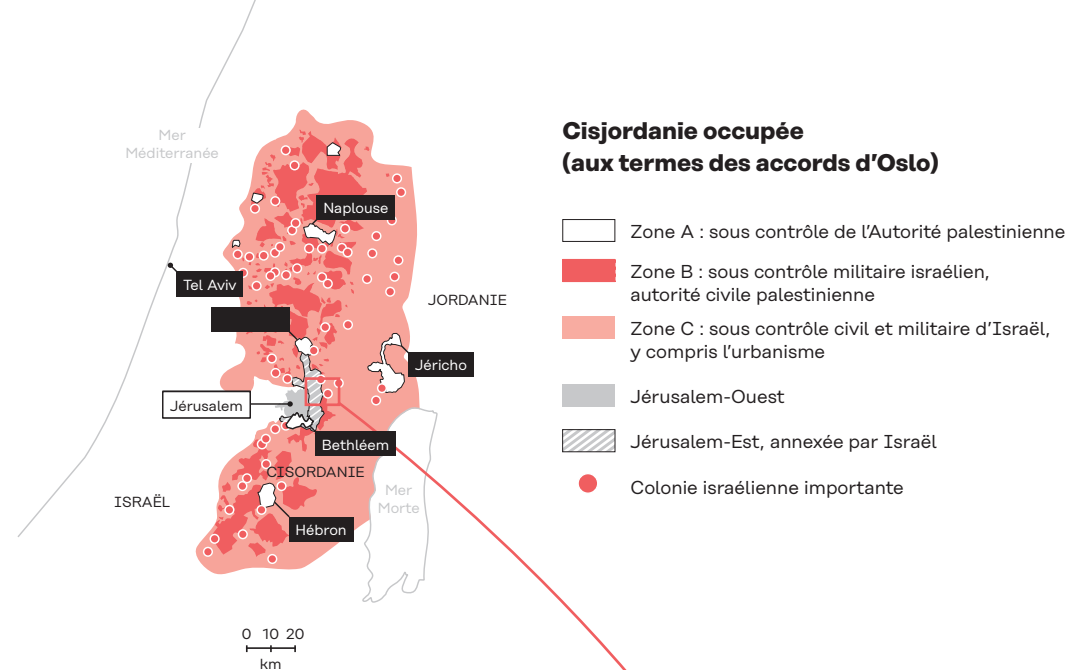 Mer
Méditerranée
Naplouse
Tel Aviv
JORDANIE
Jéricho
Jérusalem
Bethléem
CISORDANIE
ISRAËL
Mer
Morte
Hébron
0 10 20
km
Cisjordanie occupée
(aux termes des accords d’Oslo)
Zone A : sous contrôle de l’Autorité palestinienne
Zone B : sous contrôle militaire israélien,
autorité civile palestinienne
Zone C : sous contrôle civil et militaire d’Israël,
y compris l’urbanisme
Jérusalem-Ouest
Jérusalem-Est, annexée par Israël
Colonie israélienne importante